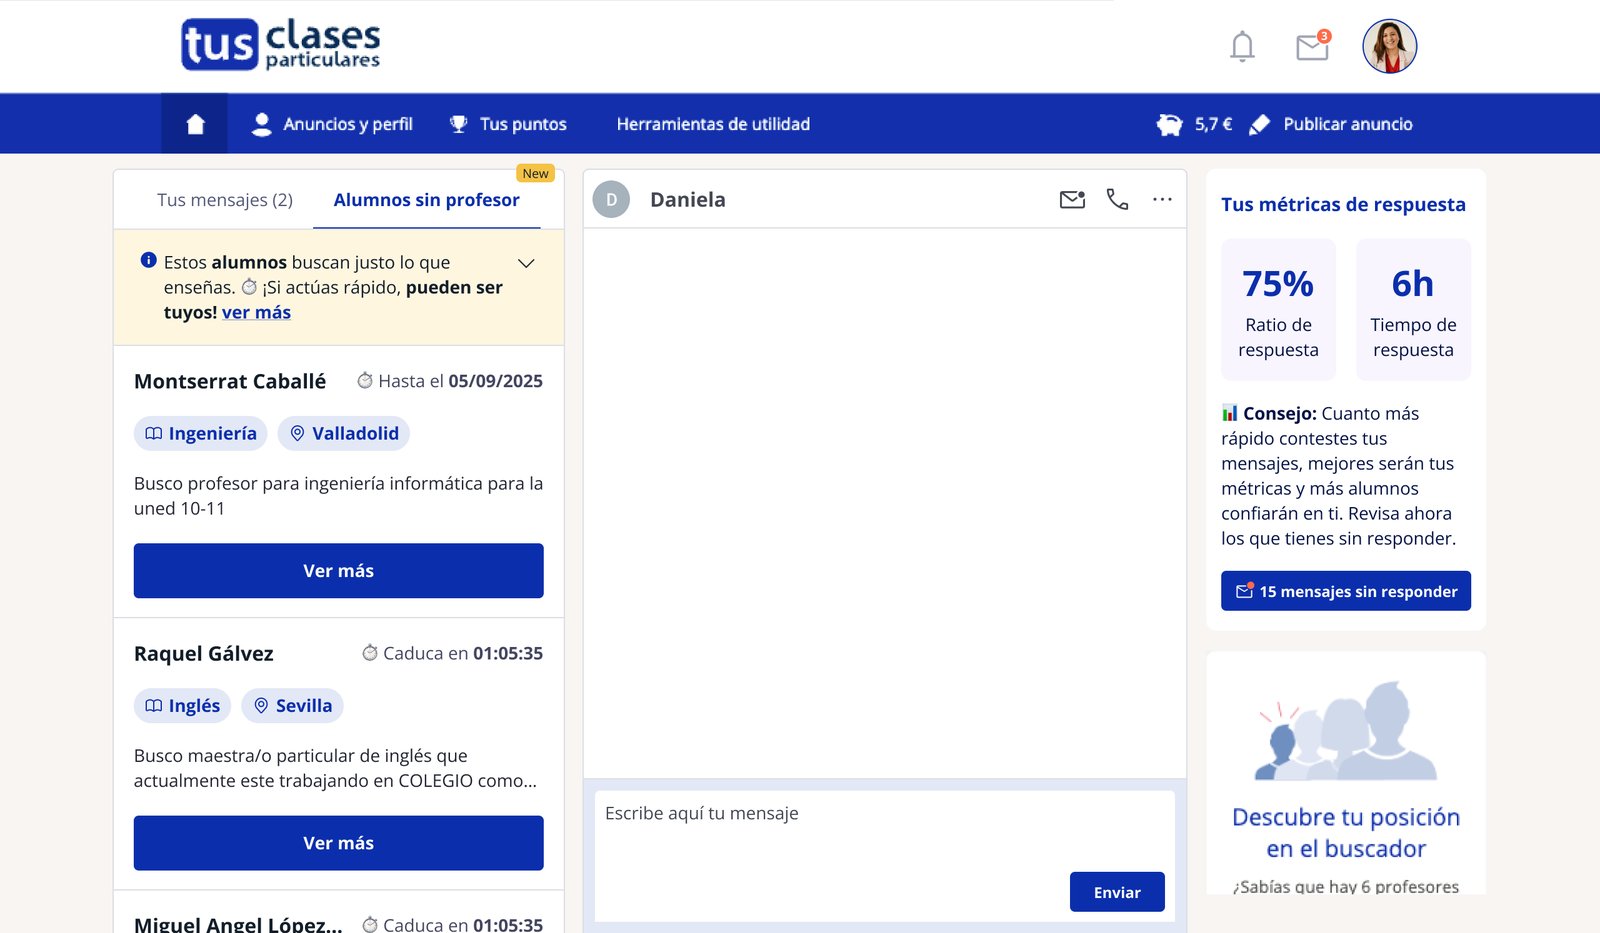 tus clases
particulares
3
Anuncios y perfil
Tus puntos
Herramientas de utilidad
5,7 €
Publicar anuncio
New
Tus mensajes (2)
Alumnos sin profesor
Estos alumnos buscan justo lo que
enseñas. ⏱ ¡Si actúas rápido, pueden ser
tuyos! ver más
Montserrat Caballé
Hasta el 05/09/2025
Ingeniería
Valladolid
Busco profesor para ingeniería informática para la
uned 10-11
Ver más
Raquel Gálvez
Caduca en 01:05:35
Inglés
Sevilla
Busco maestra/o particular de inglés que
actualmente este trabajando en COLEGIO como...
Ver más
Miguel Angel López...
Caduca en 01:05:35
D
Daniela
Escribe aquí tu mensaje
Enviar
Tus métricas de respuesta
75%
Ratio de
respuesta
6h
Tiempo de
respuesta
Consejo: Cuanto más
rápido contestes tus
mensajes, mejores serán tus
métricas y más alumnos
confiarán en ti. Revisa ahora
los que tienes sin responder.
15 mensajes sin responder
Descubre tu posición
en el buscador
¿Sabías que hay 6 profesores